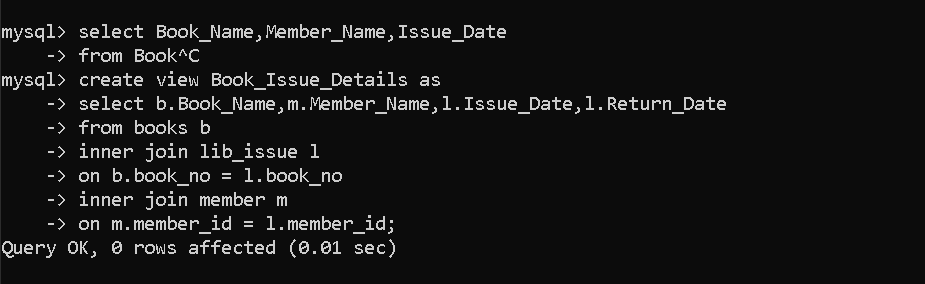 mysql> select Book_Name,Member_Name,Issue_Date
    -> from Book^C
mysql> create view Book_Issue_Details as
    -> select b.Book_Name,m.Member_Name,l.Issue_Date,l.Return_Date
    -> from books b
    -> inner join lib_issue l
    -> on b.book_no = l.book_no
    -> inner join member m
    -> on m.member_id = l.member_id;
Query OK, 0 rows affected (0.01 sec)